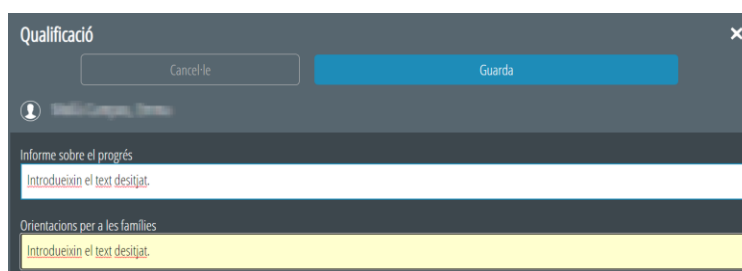 Qualificació
Cancel·le
Guarda
Informe sobre el progrés
Introdueixin el text desitjat.
Orientacions per a les famílies
Introdueixin el text desitjat.